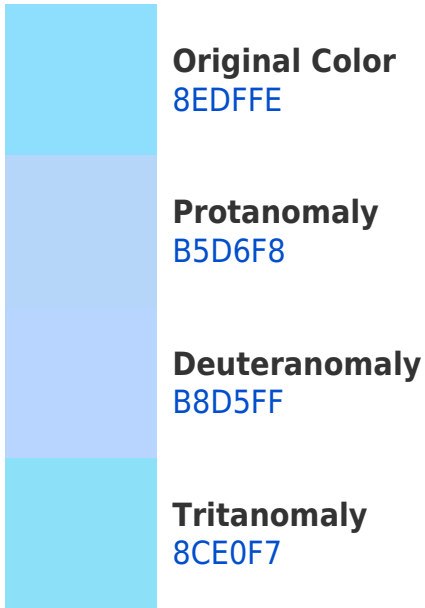 Original Color
8EDFFE
Protanomaly
B5D6F8
Deuteranomaly
B8D5FF
Tritanomaly
8CE0F7